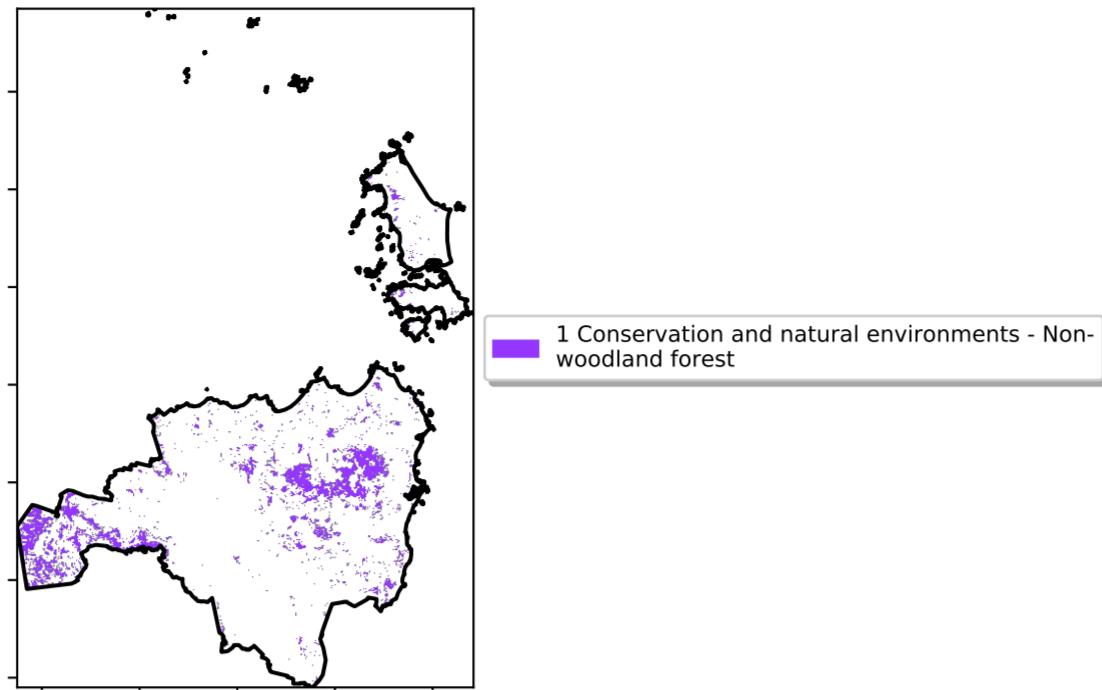 1 Conservation and natural environments - Non-
woodland forest